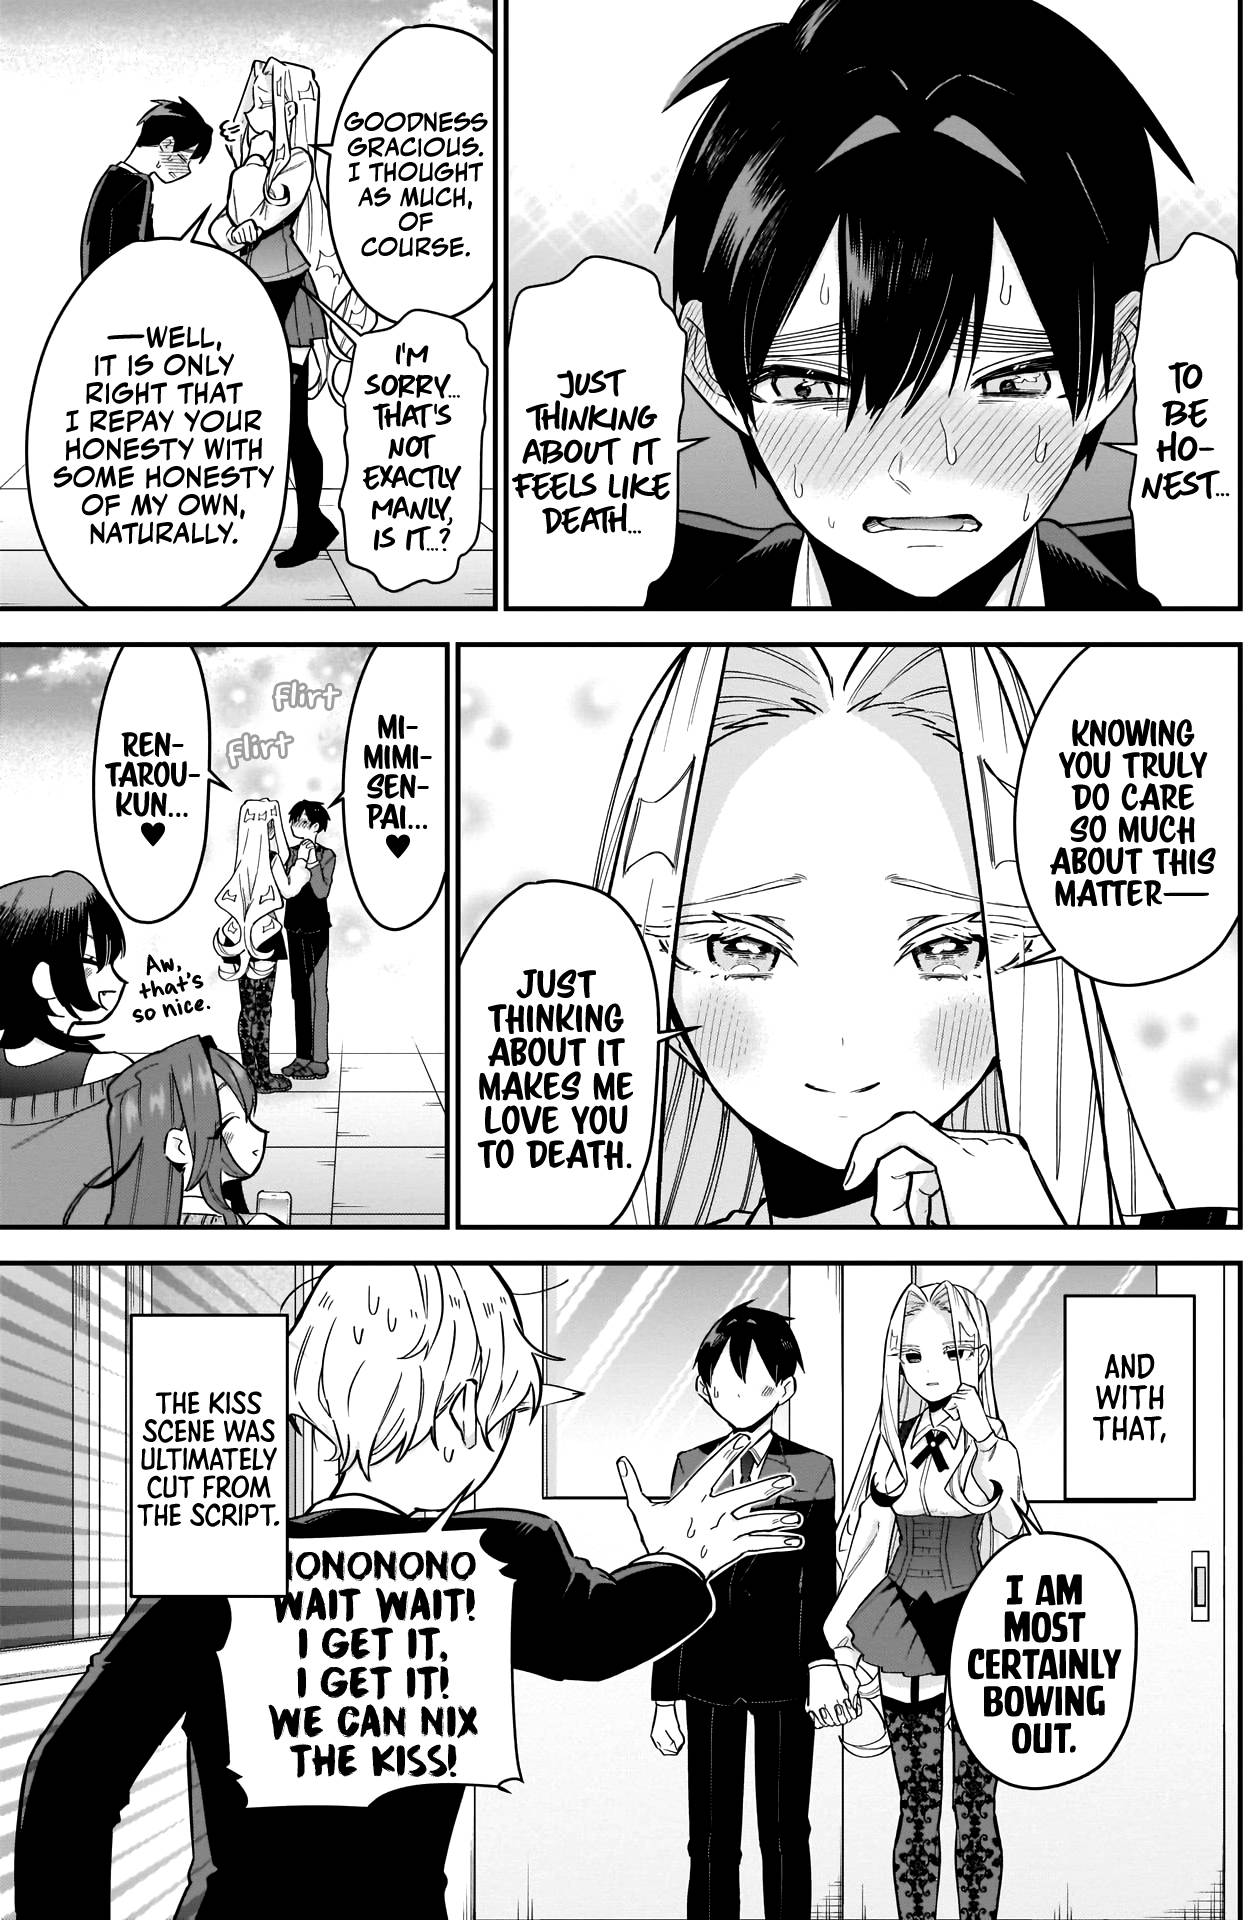 TO
BE
HO-
NEST...
JUST
THINKING
ABOUT IT
FEELS LIKE
DEATH...
GOODNESS
GRACIOUS.
I THOUGHT
AS MUCH,
OF
COURSE.
I'M
SORRY...
THAT'S
NOT
EXACTLY
MANLY,
IS IT...?
—WELL,
IT IS ONLY
RIGHT THAT
I REPAY YOUR
HONESTY WITH
SOME HONESTY
OF MY OWN,
NATURALLY.
KNOWING
YOU TRULY
DO CARE
SO MUCH
ABOUT THIS
MATTER—
JUST
THINKING
ABOUT IT
MAKES ME
LOVE YOU
TO DEATH.
MI-
MIMI-
SEN-
PAI...
♥
Flirt
Flirt
REN-
TAROU-
KUN...
♥
Aw,
that's
so nice.
AND
WITH
THAT,
I AM
MOST
CERTAINLY
BOWING
OUT.
NONONONO
WAIT WAIT!
I GET IT,
I GET IT!
WE CAN NIX
THE KISS!
THE KISS
SCENE WAS
ULTIMATELY
CUT FROM
THE SCRIPT.